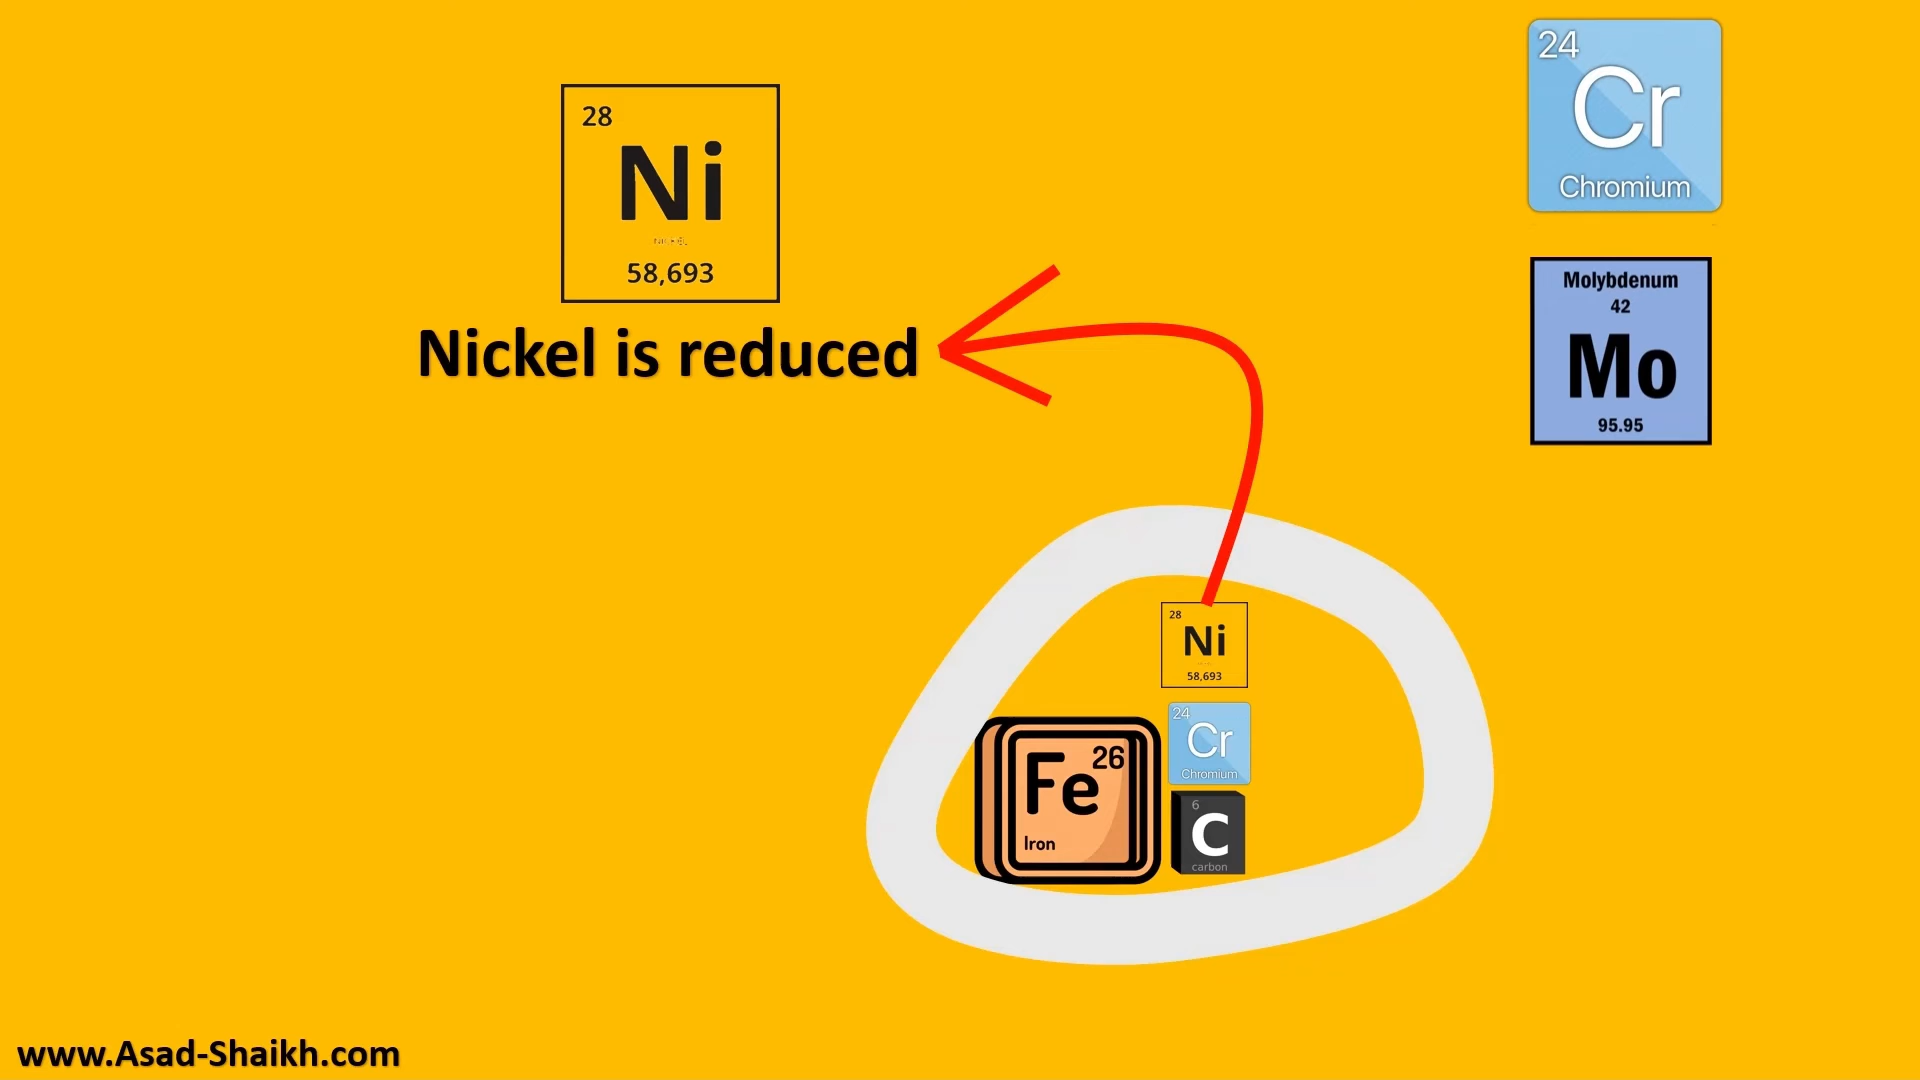 28
Ni
58,693
Nickel is reduced
24
Cr
Chromium
Molybdenum
42
Mo
95.95
28
Ni
58,693
24
Cr
Chromium
Fe 26
Iron
6
C
carbon
www.Asad-Shaikh.com